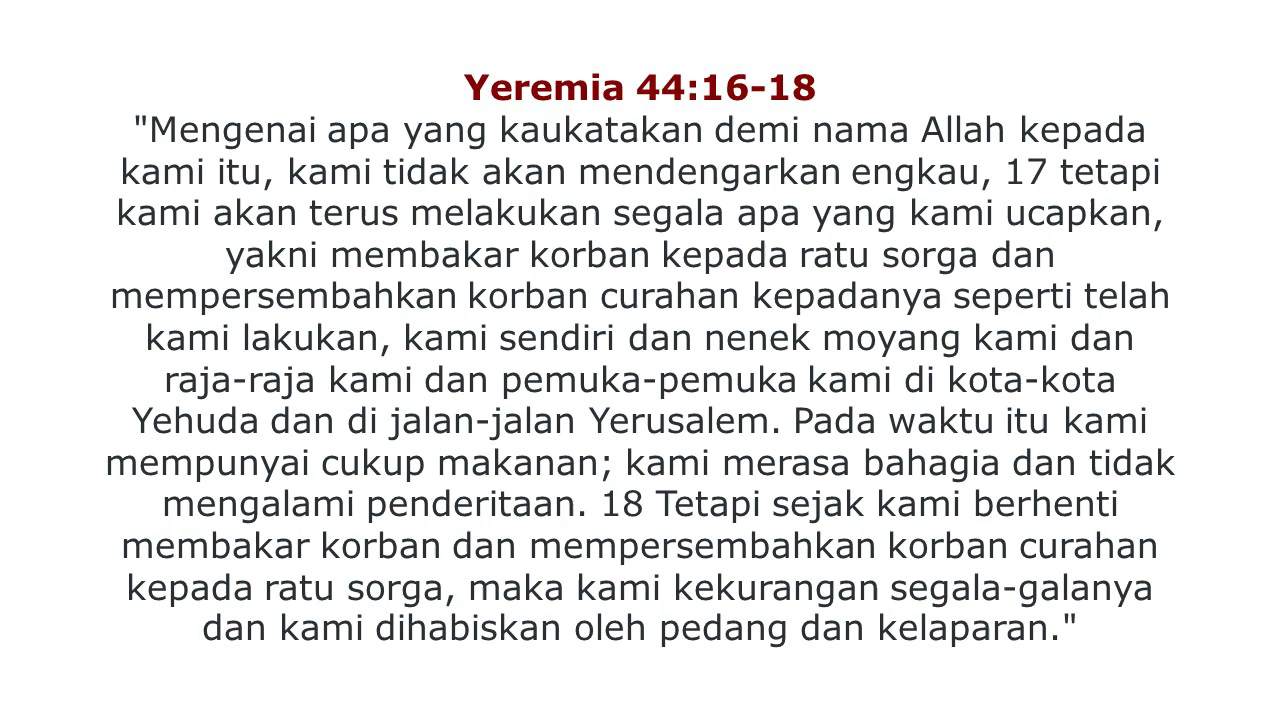 Yeremia 44:16-18
"Mengenai apa yang kaukatakan demi nama Allah kepada
kami itu, kami tidak akan mendengarkan engkau, 17 tetapi
kami akan terus melakukan segala apa yang kami ucapkan,
yakni membakar korban kepada ratu sorga dan
mempersembahkan korban curahan kepadanya seperti telah
kami lakukan, kami sendiri dan nenek moyang kami dan
raja-raja kami dan pemuka-pemuka kami di kota-kota
Yehuda dan di jalan-jalan Yerusalem. Pada waktu itu kami
mempunyai cukup makanan; kami merasa bahagia dan tidak
mengalami penderitaan. 18 Tetapi sejak kami berhenti
membakar korban dan mempersembahkan korban curahan
kepada ratu sorga, maka kami kekurangan segala-galanya
dan kami dihabiskan oleh pedang dan kelaparan."